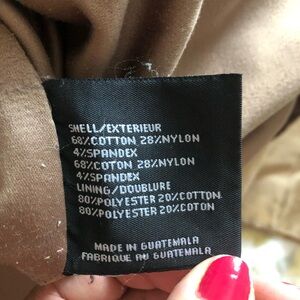 SHELL/EXTERIEUR
68%COTTON 28%NYLON
4%SPANDEX
68%COTON 28%NYLON
4%SPANDEX
LINING/DOUBLURE
80%POLYESTER 20%COTTON
80%POLYESTER 20%COTON
MADE IN GUATEMALA
FABRIQUE AU GUATEMALA